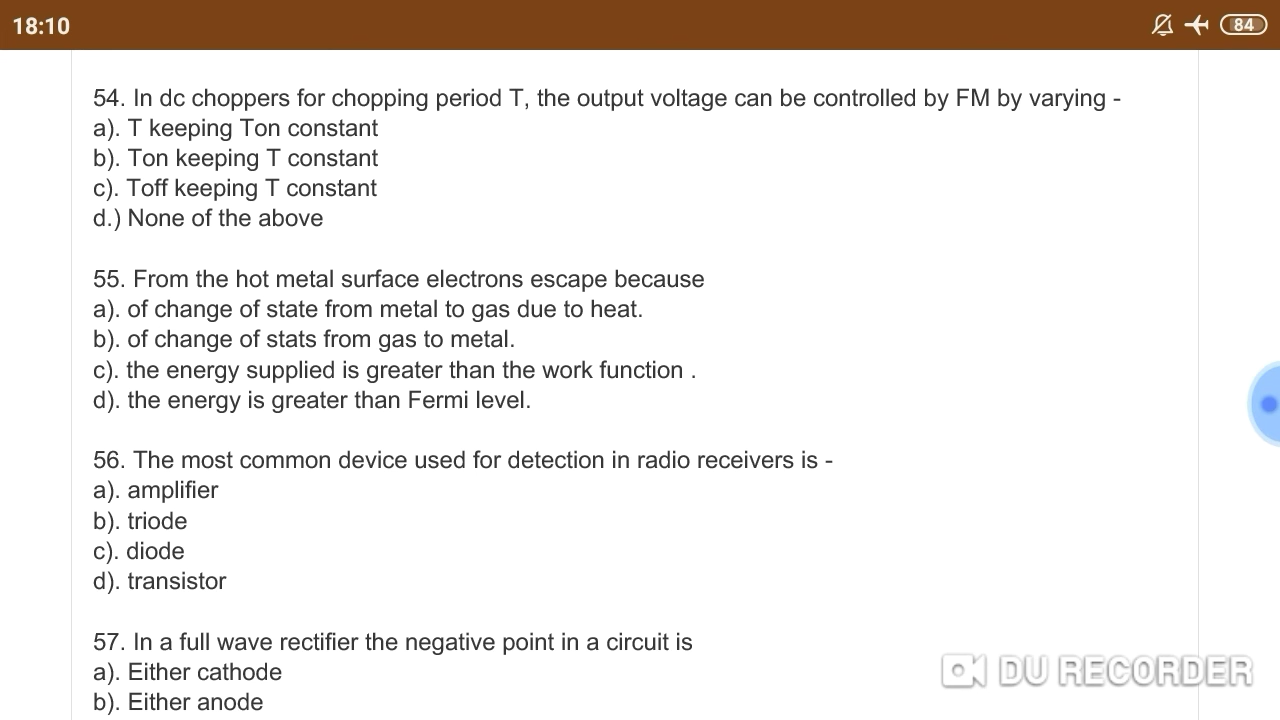 18:10
84
54. In dc choppers for chopping period T, the output voltage can be controlled by FM by varying -
a). T keeping Ton constant
b). Ton keeping T constant
c). Toff keeping T constant
d.) None of the above
55. From the hot metal surface electrons escape because
a). of change of state from metal to gas due to heat.
b). of change of stats from gas to metal.
c). the energy supplied is greater than the work function .
d). the energy is greater than Fermi level.
56. The most common device used for detection in radio receivers is -
a). amplifier
b). triode
c). diode
d). transistor
57. In a full wave rectifier the negative point in a circuit is
a). Either cathode
b). Either anode
DU RECORDER